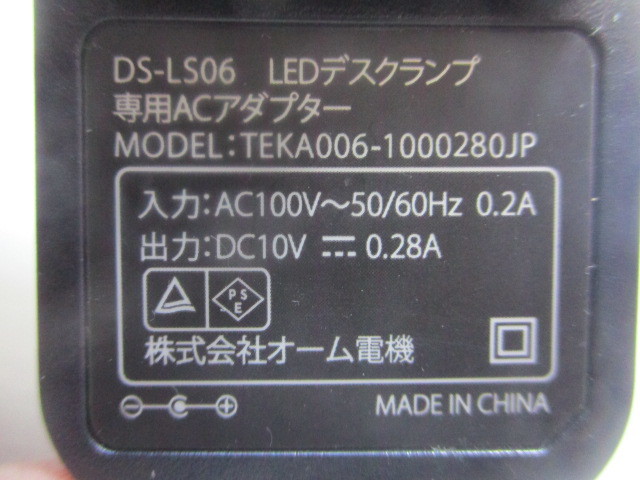 DS-LS06 LEDデスクランプ
専用ACアダプター
MODEL:TEKA006-1000280JP
入力:AC100V～50/60Hz 0.2A
出力:DC10V ⎓ 0.28A
PSE
株式会社オーム電機
MADE IN CHINA